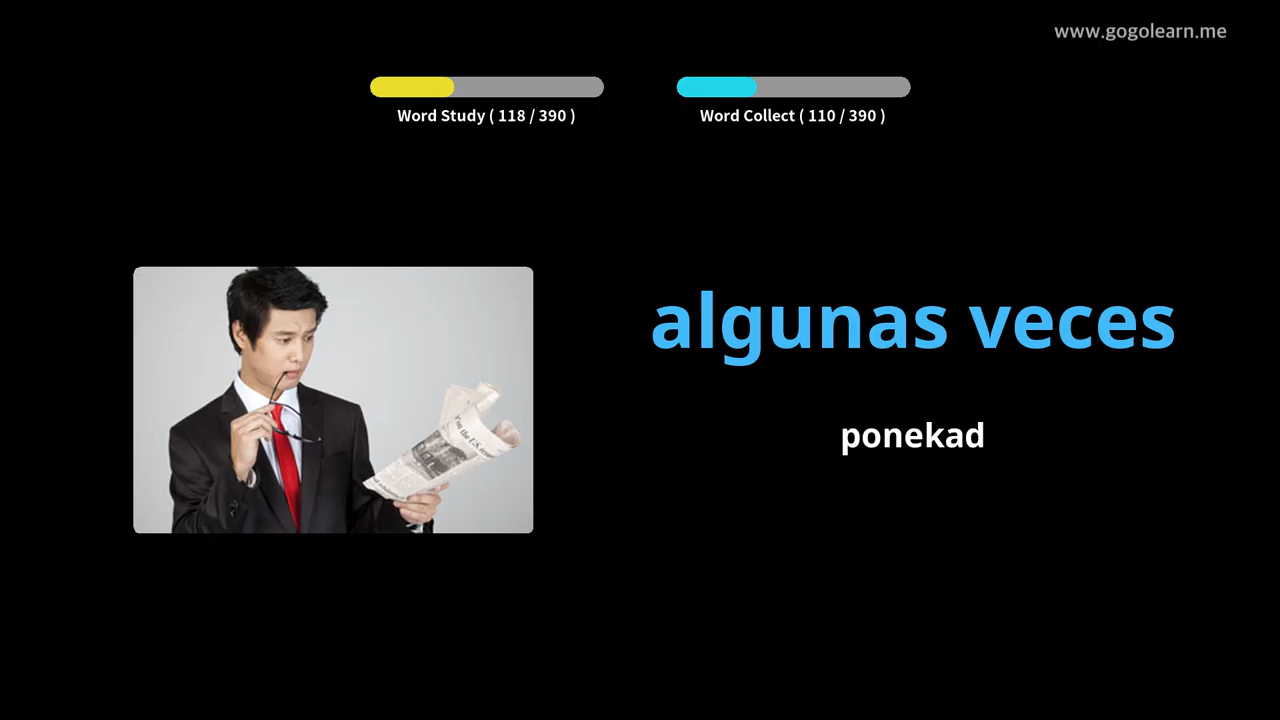 www.gogolearn.me
Word Study ( 118 / 390 )
Word Collect ( 110 / 390 )
algunas veces
ponekad